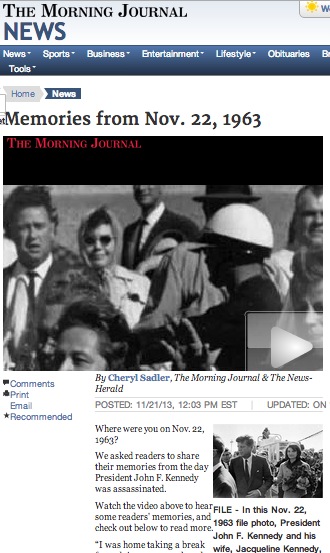 THE MORNING JOURNAL
NEWS
News Sports Business Entertainment Lifestyle Obituaries
Tools
Home News
Memories from Nov. 22, 1963
THE MORNING JOURNAL
Comments
Print
Email
Recommended
By Cheryl Sadler, The Morning Journal & The News-
Herald
POSTED: 11/21/13, 12:03 PM EST | UPDATED: ON
Where were you on Nov. 22,
1963?
We asked readers to share
their memories from the day
President John F. Kennedy
was assassinated.
Watch the video above to hear
some readers' memories, and
check out below to read more.
"I was home taking a break
FILE - In this Nov. 22,
1963 file photo, President
John F. Kennedy and his
wife, Jacqueline Kennedy,